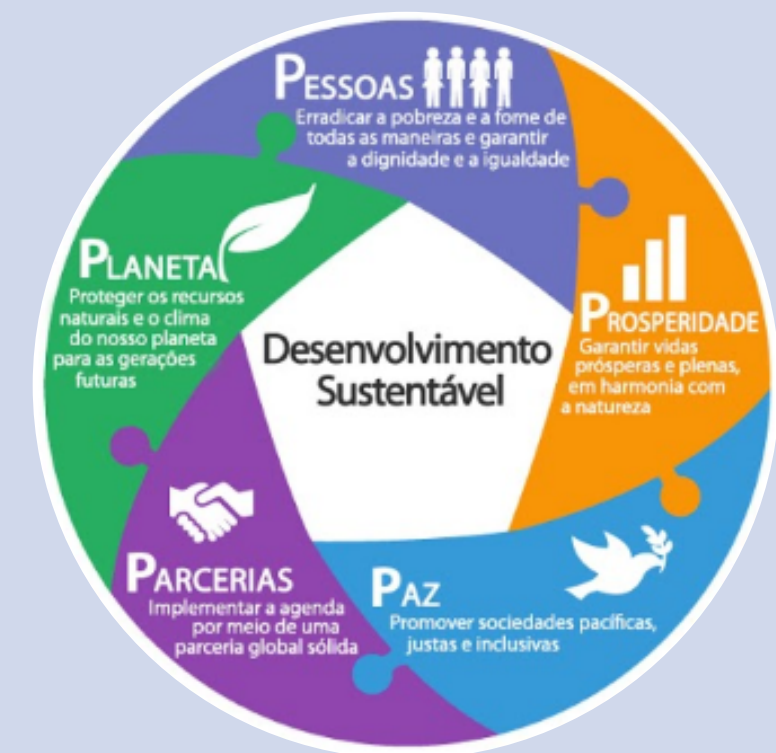 PESSOAS
Erradicar a pobreza e a fome de
todas as maneiras e garantir
a dignidade e a igualdade
PROSPERIDADE
Garantir vidas
prósperas e plenas,
em harmonia com
a natureza
PAZ
Promover sociedades pacíficas,
justas e inclusivas
PARCERIAS
Implementar a agenda
por meio de uma
parceria global sólida
PLANETA
Proteger os recursos
naturais e o clima
do nosso planeta
para as gerações
futuras
Desenvolvimento
Sustentável